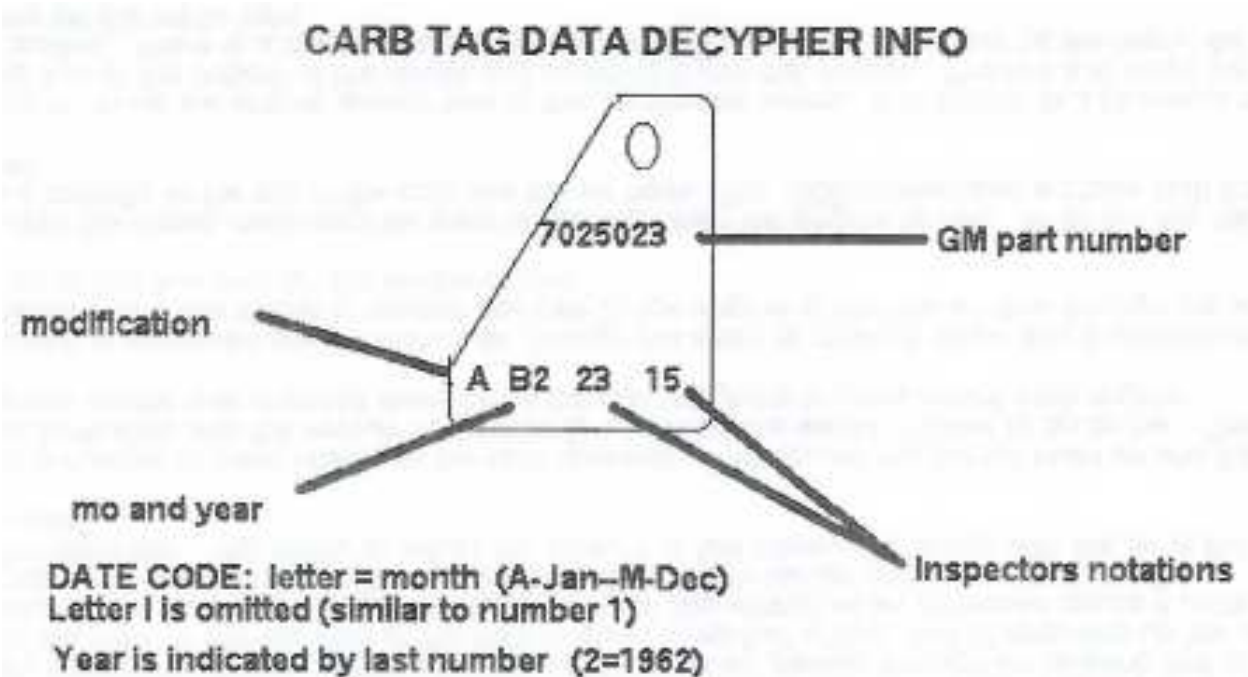 CARB TAG DATA DECYPHER INFO
7025023
GM part number
modification
A B2 23 15
mo and year
Inspectors notations
DATE CODE: letter = month (A-Jan--M-Dec)
Letter I is omitted (similar to number 1)
Year is indicated by last number (2=1962)